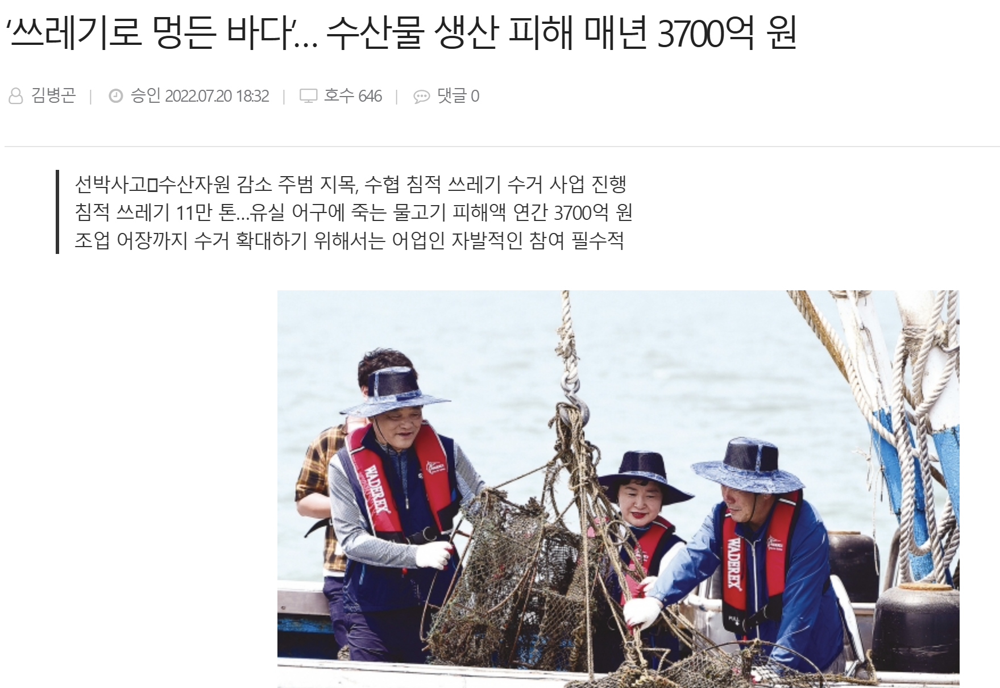 ‘쓰레기로 멍든 바다’... 수산물 생산 피해 매년 3700억 원
김병곤 | 승인 2022.07.20 18:32 | 호수 646 | 댓글 0
선박사고▯수산자원 감소 주범 지목, 수협 침적 쓰레기 수거 사업 진행
침적 쓰레기 11만 톤...유실 어구에 죽는 물고기 피해액 연간 3700억 원
조업 어장까지 수거 확대하기 위해서는 어업인 자발적인 참여 필수적
WADEREX
WADEREX
PULL